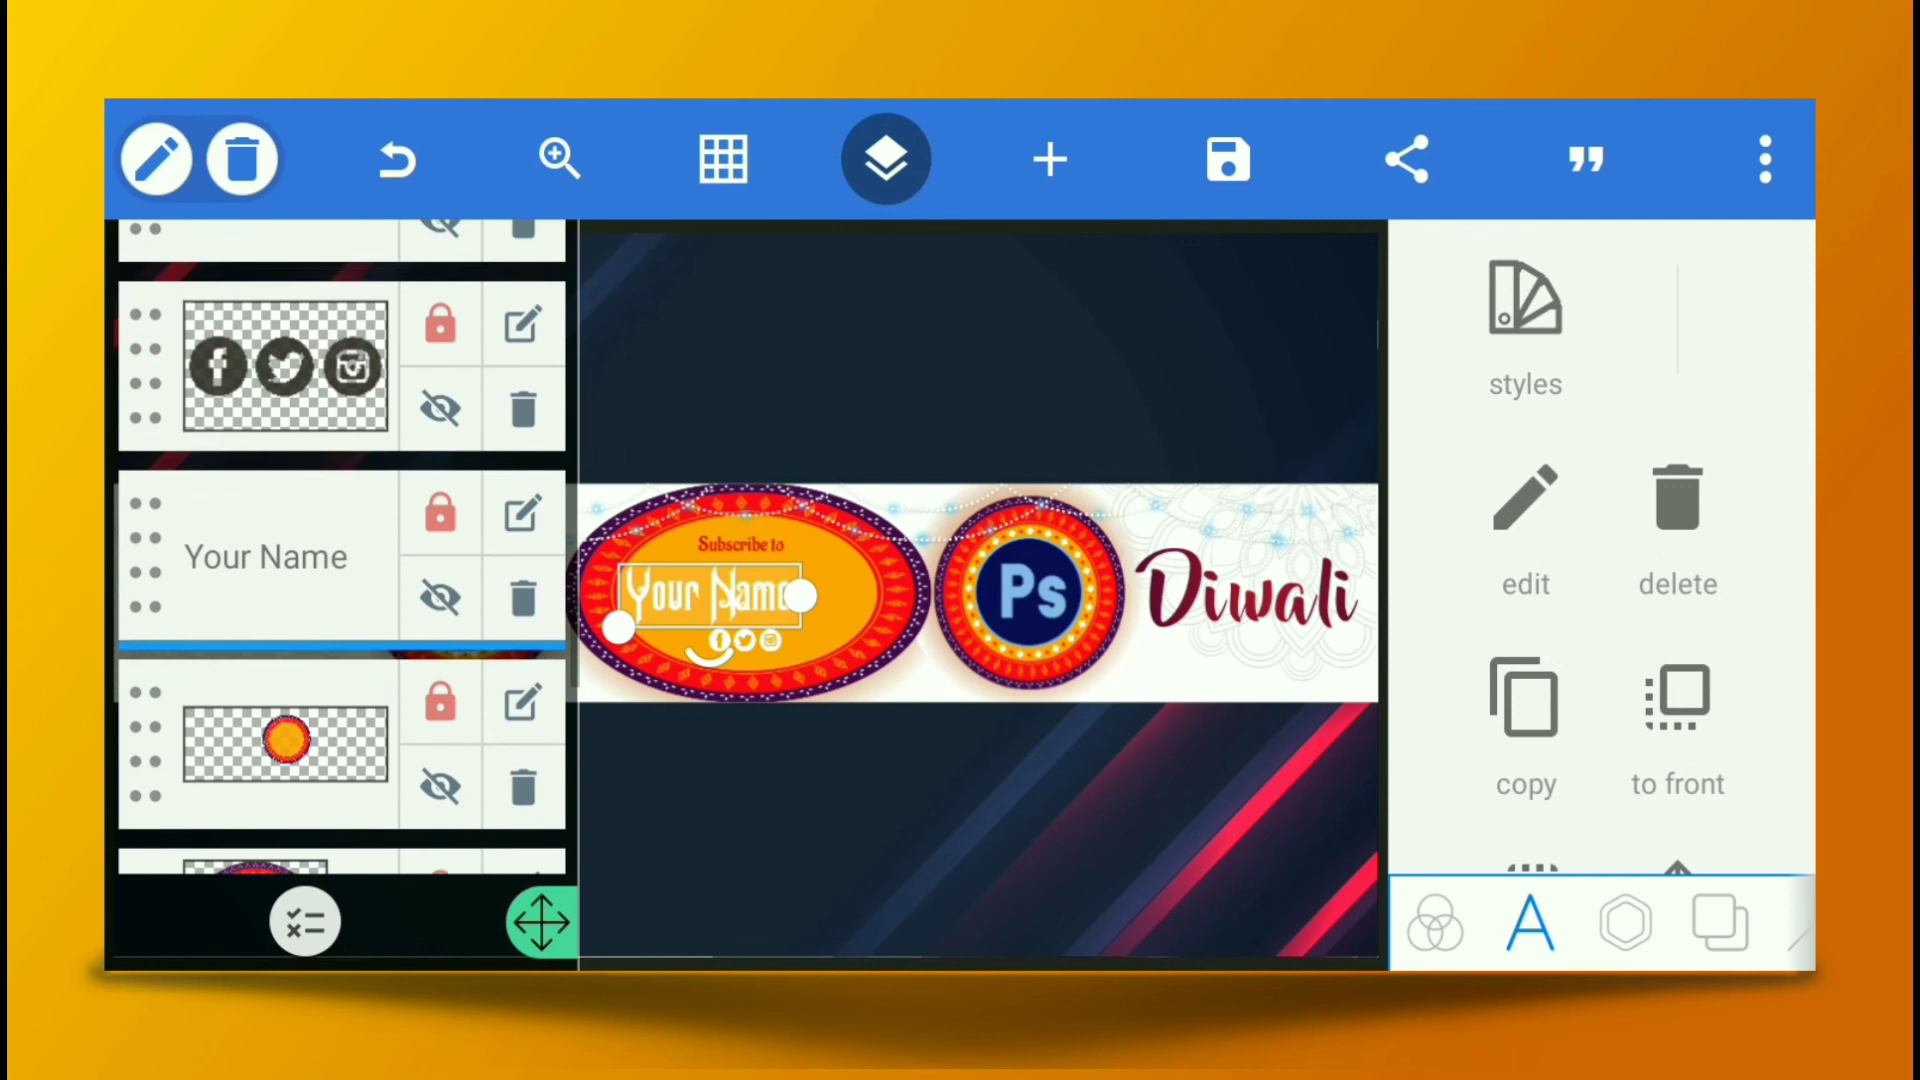 Your Name
Subscribe to
Your Name
Ps
Diwali
styles
edit
delete
copy
to front
A